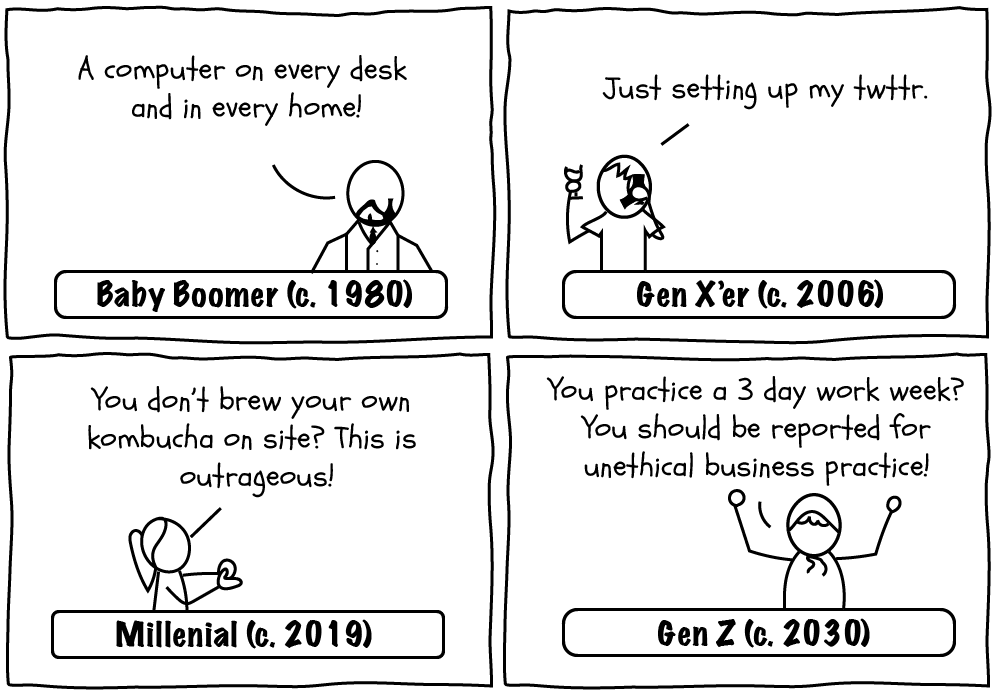 A computer on every desk
and in every home!
Baby Boomer (c. 1980)
Just setting up my twttr.
Gen X'er (c. 2006)
You don't brew your own
kombucha on site? This is
outrageous!
Millenial (c. 2019)
You practice a 3 day work week?
You should be reported for
unethical business practice!
Gen Z (c. 2030)